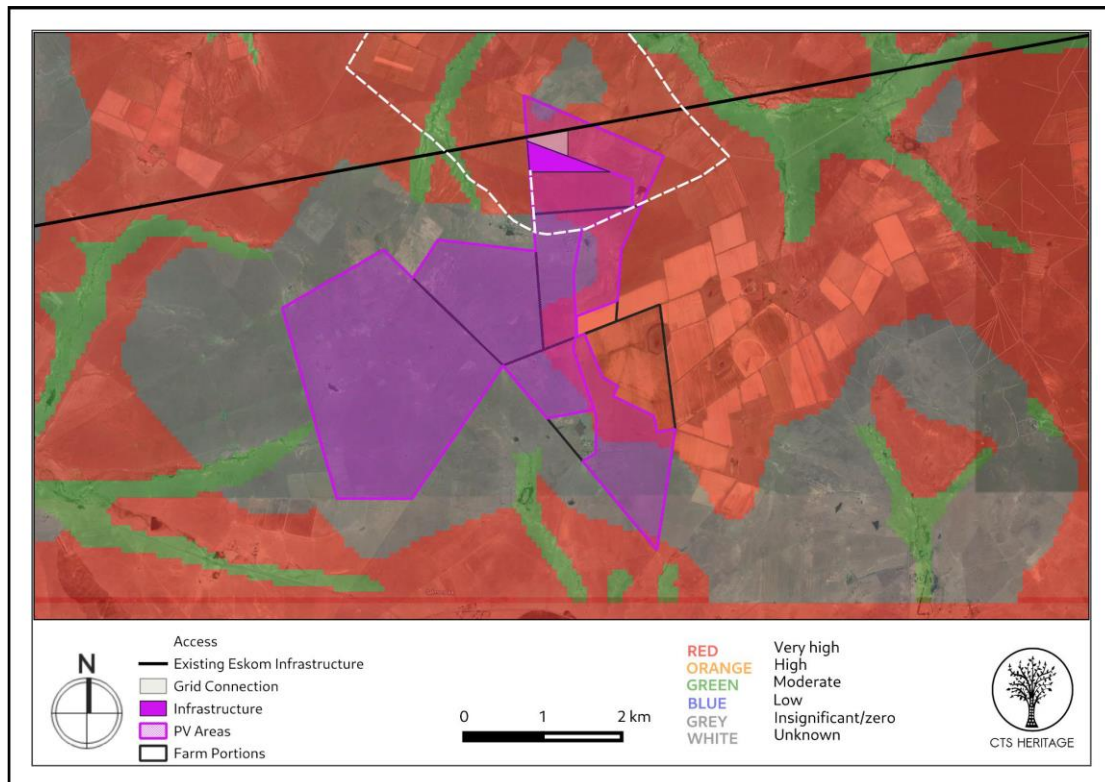 N
Access
Existing Eskom Infrastructure
Grid Connection
Infrastructure
PV Areas
Farm Portions
0 1 2 km
RED Very high
ORANGE High
GREEN Moderate
BLUE Low
GREY Insignificant/zero
WHITE Unknown
CTS HERITAGE